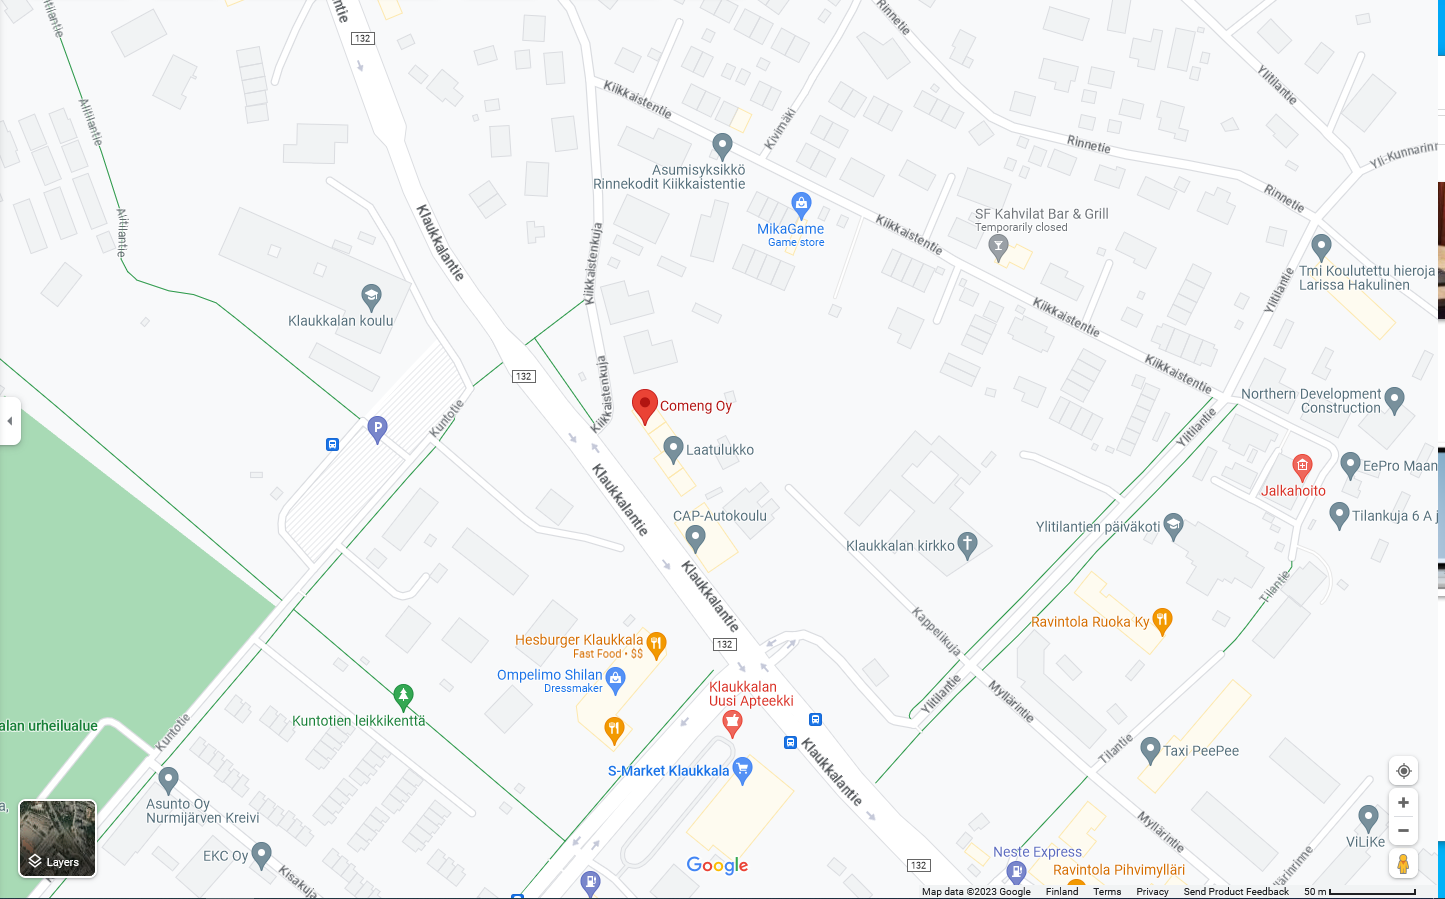 Klaukkalantie
132
Rinnetie
Kiikkaistentie
Kivimäki
Ylitilantie
Alitilantie
Alitilantie
Rinnetie
Asumisyksikkö
Rinnekodit Kiikkaistentie
Rinnetie
MikaGame
Game store
SF Kahvilat Bar & Grill
Temporarily closed
Kiikkaistentie
Klaukkalantie
Kiikkaistenkuja
Tmi Koulutettu hieroja
Larissa Hakulinen
Ylitilantie
Klaukkalan koulu
Kiikkaistentie
132
Kiikkaistentie
Kiikkaistenkuja
Kuntotie
P
Comeng Oy
Northern Development
Construction
Ylitilantie
Laatulukko
EePro Maan
Jalkahoito
Klaukkalantie
CAP-Autokoulu
Tilankuja 6 A j
Ylitilantien päiväkoti
Klaukkalan kirkko
Klaukkalantie
Tilantie
Kappelikuja
Ravintola Ruoka Ky
132
Hesburger Klaukkala
Fast Food • $$
Ompelimo Shilan
Dressmaker
Klaukkalan
Uusi Apteekki
Ylitilantie
Myllärintie
Kuntotien leikkikenttä
alan urheilualue
Kuntotie
Tilantie
Taxi PeePee
S-Market Klaukkala
Klaukkalantie
Asunto Oy
Nurmijärven Kreivi
Myllärintie
ViLiKe
EKC Oy
Kisakuja
Layers
Google
132
Neste Express
Ravintola Pihvimylläri
Map data ©2023 Google
Finland
Terms
Privacy
Send Product Feedback
50 m